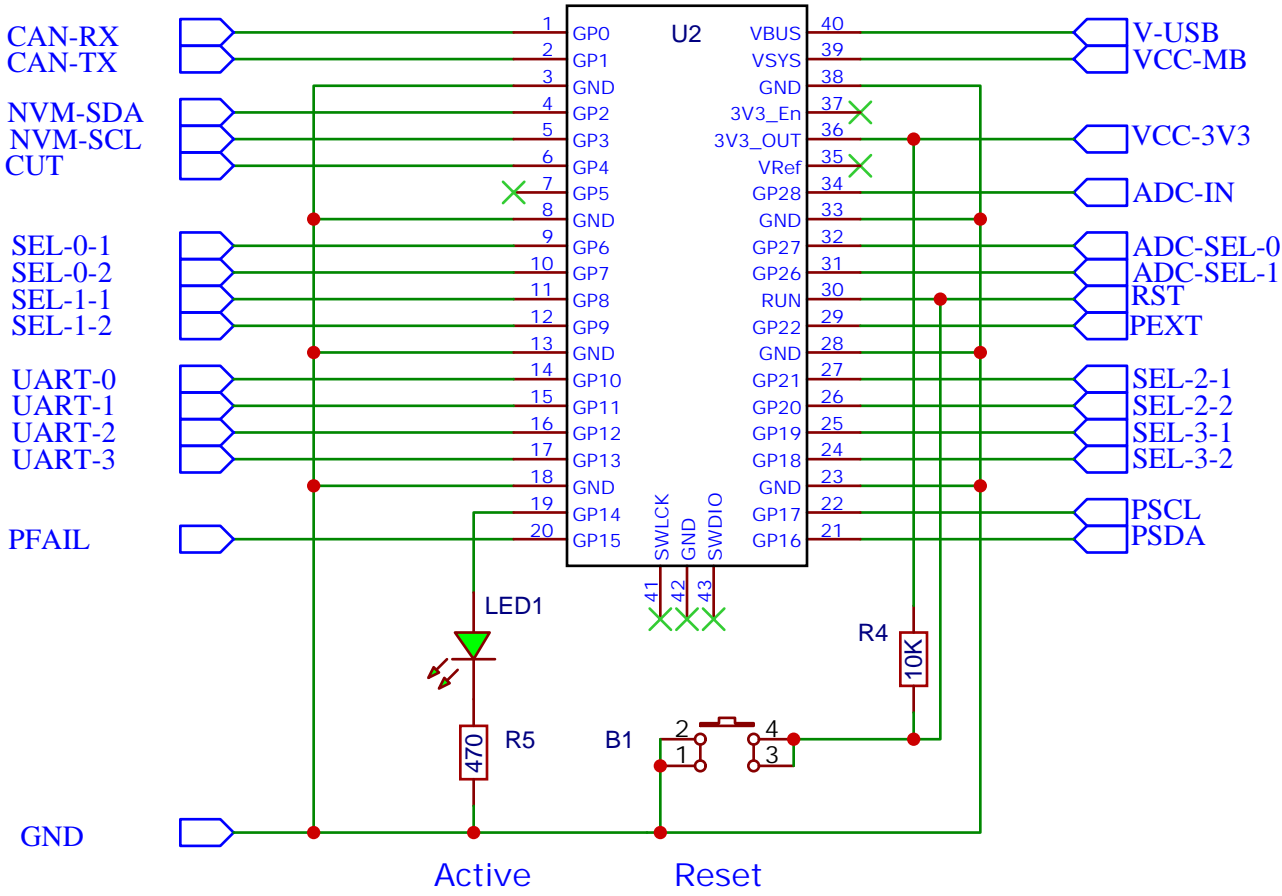 CAN-RX 1 GP0 U2 VBUS 40 V-USB
CAN-TX 2 GP1 VSYS 39 VCC-MB
3 GND GND 38
NVM-SDA 4 GP2 3V3_En 37
NVM-SCL 5 GP3 3V3_OUT 36 VCC-3V3
CUT 6 GP4 VRef 35
7 GP5 GP28 34 ADC-IN
8 GND GND 33
SEL-0-1 9 GP6 GP27 32 ADC-SEL-0
SEL-0-2 10 GP7 GP26 31 ADC-SEL-1
SEL-1-1 11 GP8 RUN 30 RST
SEL-1-2 12 GP9 GP22 29 PEXT
13 GND GND 28
UART-0 14 GP10 GP21 27 SEL-2-1
UART-1 15 GP11 GP20 26 SEL-2-2
UART-2 16 GP12 GP19 25 SEL-3-1
UART-3 17 GP13 GP18 24 SEL-3-2
18 GND GND 23
19 GP14 GP17 22 PSCL
PFAIL 20 GP15 GP16 21 PSDA
SWLCK GND SWDIO
41 42 43
LED1
R4 10K
470 R5 B1 2 4
1 3
GND
Active Reset